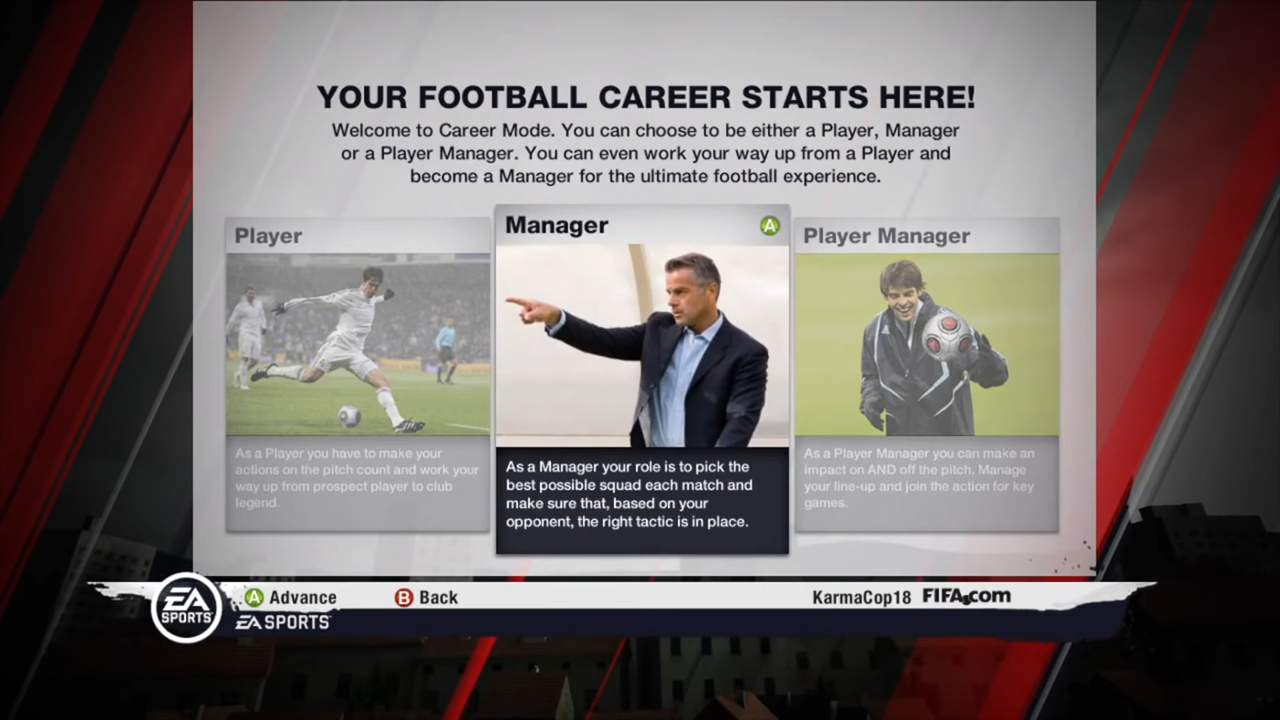 YOUR FOOTBALL CAREER STARTS HERE!
Welcome to Career Mode. You can choose to be either a Player, Manager
or a Player Manager. You can even work your way up from a Player and
become a Manager for the ultimate football experience.
Player
As a Player you have to make your
actions on the pitch count and work your
way up from prospect player to club
legend.
Manager
A
As a Manager your role is to pick the
best possible squad each match and
make sure that, based on your
opponent, the right tactic is in place.
Player Manager
As a Player Manager you can make an
impact on AND off the pitch. Manage
your line-up and join the action for key
games.
EA
SPORTS
A Advance
B Back
KarmaCop18
FIFA.com
EA SPORTS